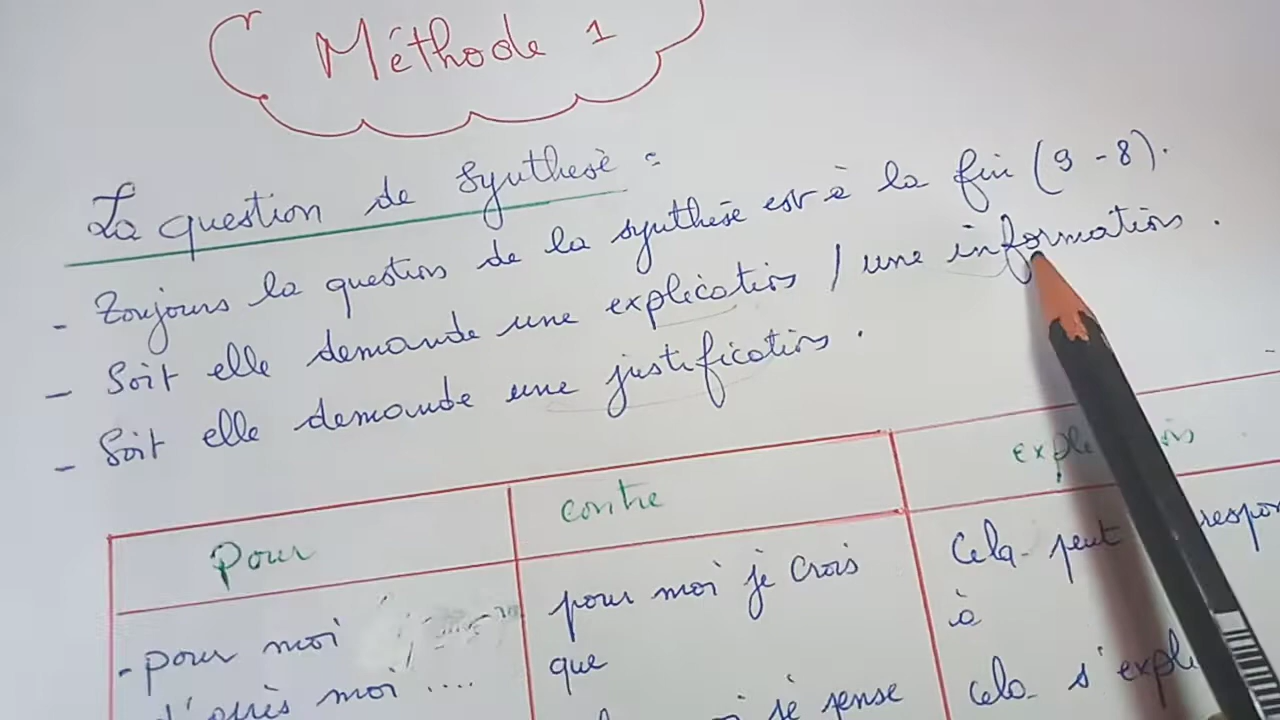 Méthode 1
La question de synthesè :
- Toujours la question de la synthèse est à la fin (9-8).
- Soit elle demande une explication / une information.
- Soit elle demande une justification.
Pour
contre
pour moi je crois
Cela peut
à
- pour moi
que
cela s'expli
d'après moi ....
je pense